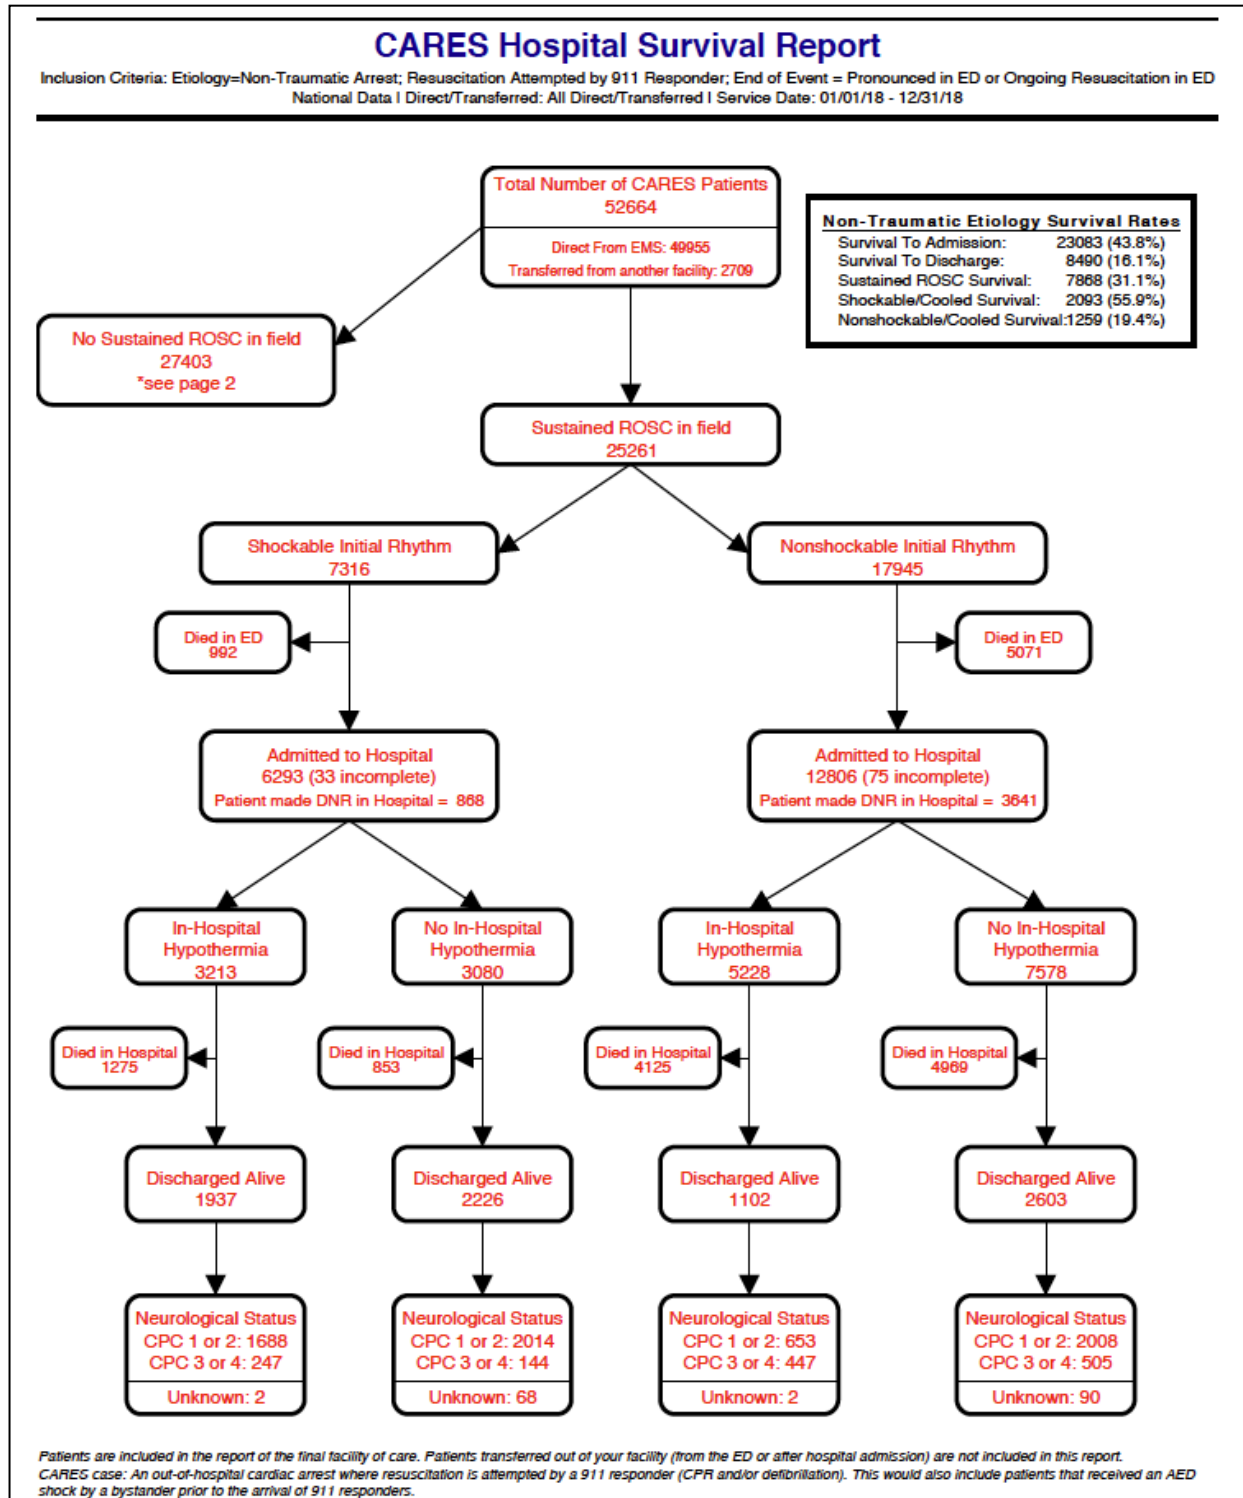 CARES Hospital Survival Report
Inclusion Criteria: Etiology=Non-Traumatic Arrest; Resuscitation Attempted by 911 Responder; End of Event = Pronounced in ED or Ongoing Resuscitation in ED
National Data | Direct/Transferred: All Direct/Transferred | Service Date: 01/01/18 - 12/31/18
Total Number of CARES Patients
52664
Direct From EMS: 49955
Transferred from another facility: 2709
Non-Traumatic Etiology Survival Rates
Survival To Admission: 23083 (43.8%)
Survival To Discharge: 8490 (16.1%)
Sustained ROSC Survival: 7868 (31.1%)
Shockable/Cooled Survival: 2093 (55.9%)
Nonshockable/Cooled Survival:1259 (19.4%)
No Sustained ROSC in field
27403
*see page 2
Sustained ROSC in field
25261
Shockable Initial Rhythm
7316
Nonshockable Initial Rhythm
17945
Died in ED
992
Died in ED
5071
Admitted to Hospital
6293 (33 incomplete)
Patient made DNR in Hospital = 868
Admitted to Hospital
12806 (75 incomplete)
Patient made DNR in Hospital = 3641
In-Hospital
Hypothermia
3213
No In-Hospital
Hypothermia
3080
In-Hospital
Hypothermia
5228
No In-Hospital
Hypothermia
7578
Died in Hospital
1275
Died in Hospital
853
Died in Hospital
4125
Died in Hospital
4969
Discharged Alive
1937
Discharged Alive
2226
Discharged Alive
1102
Discharged Alive
2603
Neurological Status
CPC 1 or 2: 1688
CPC 3 or 4: 247
Unknown: 2
Neurological Status
CPC 1 or 2: 2014
CPC 3 or 4: 144
Unknown: 68
Neurological Status
CPC 1 or 2: 653
CPC 3 or 4: 447
Unknown: 2
Neurological Status
CPC 1 or 2: 2008
CPC 3 or 4: 505
Unknown: 90
Patients are included in the report of the final facility of care. Patients transferred out of your facility (from the ED or after hospital admission) are not included in this report.
CARES case: An out-of-hospital cardiac arrest where resuscitation is attempted by a 911 responder (CPR and/or defibrillation). This would also include patients that received an AED
shock by a bystander prior to the arrival of 911 responders.